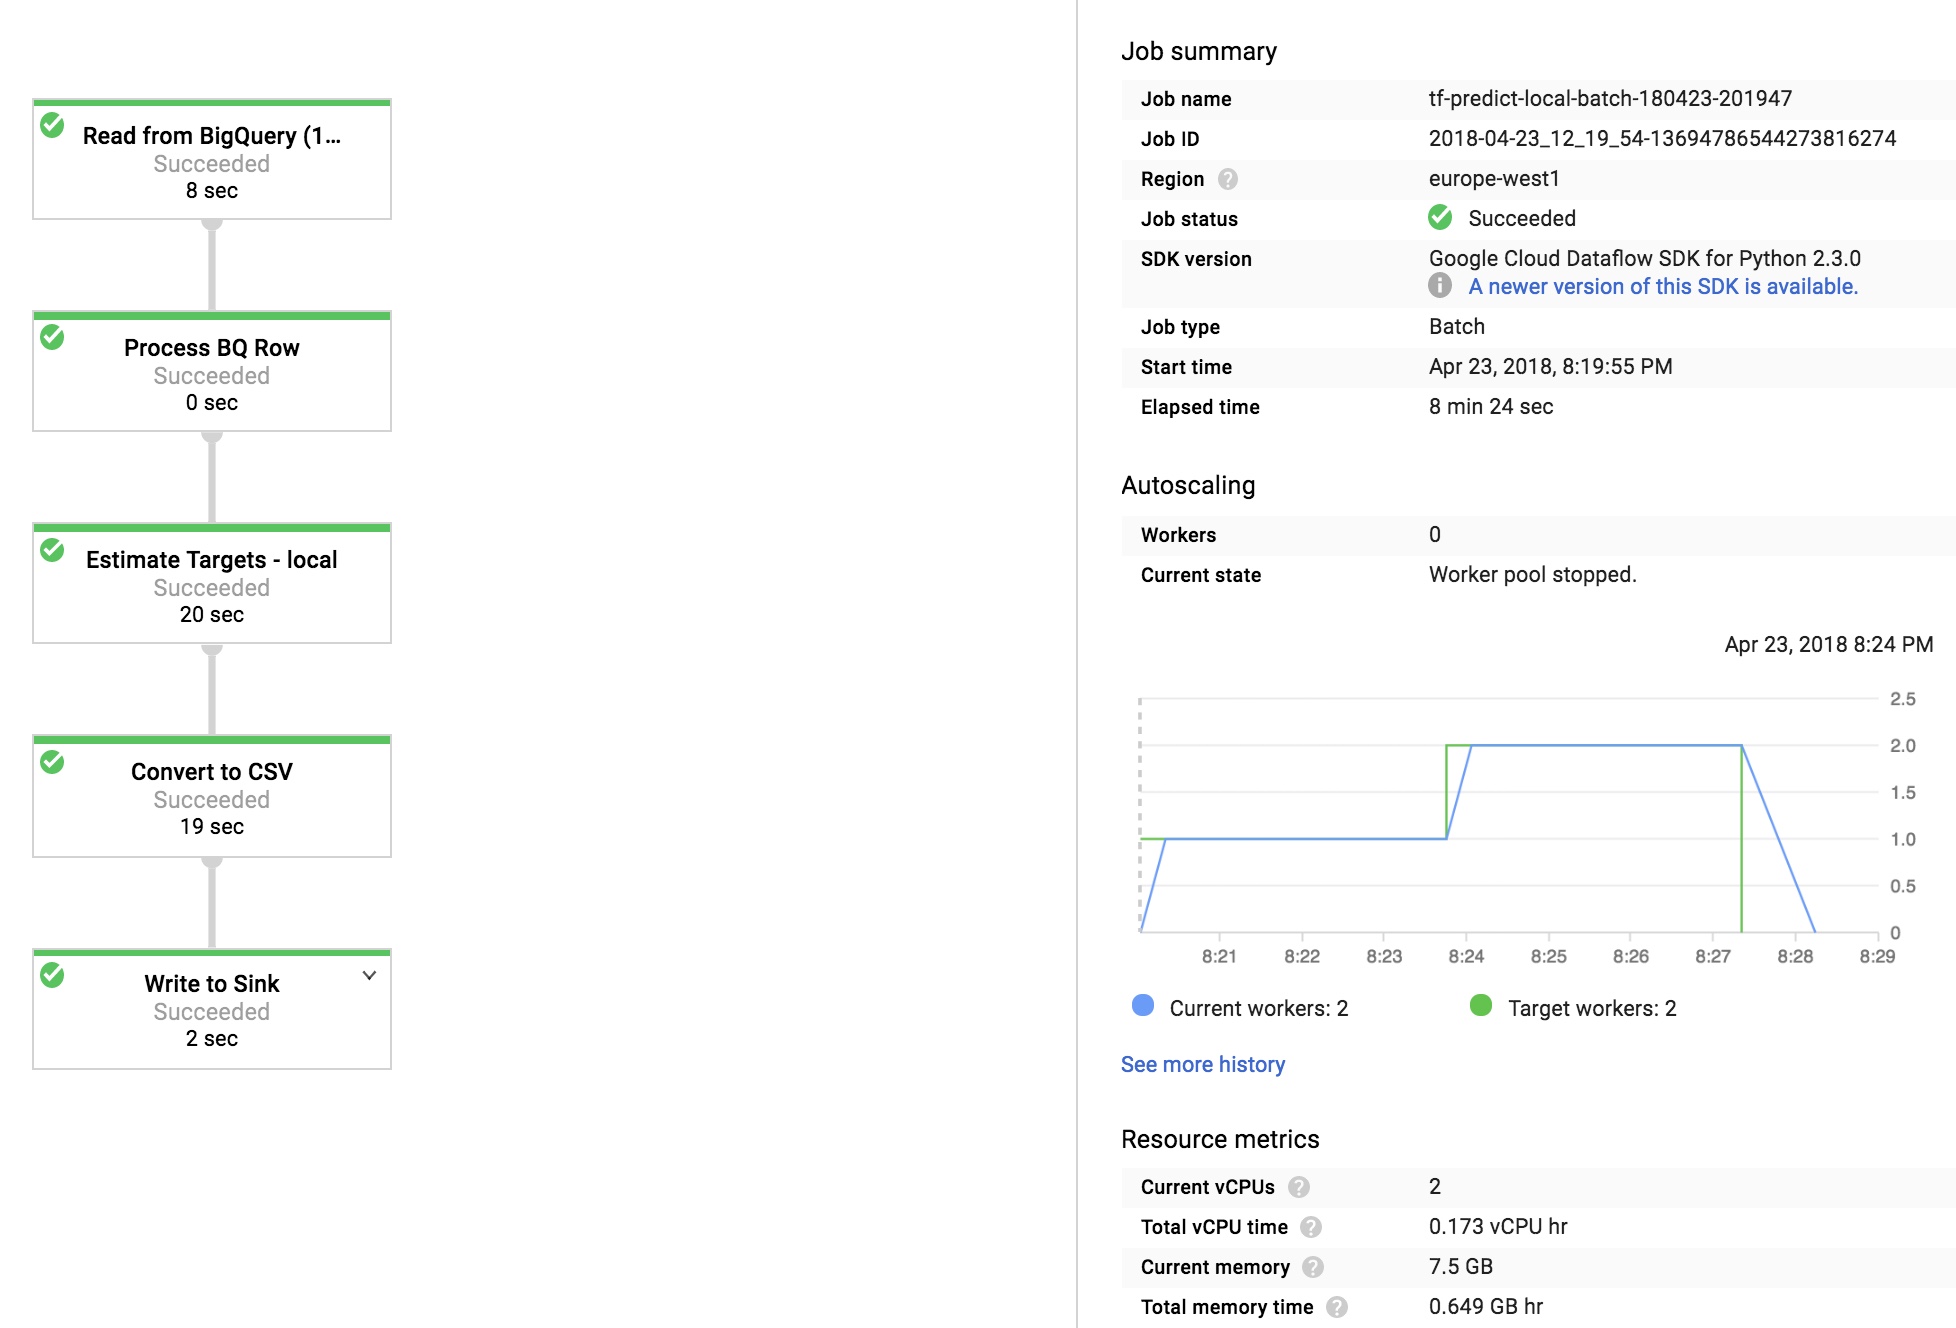 Read from BigQuery (1...
Succeeded
8 sec
Process BQ Row
Succeeded
0 sec
Estimate Targets - local
Succeeded
20 sec
Convert to CSV
Succeeded
19 sec
Write to Sink
Succeeded
2 sec
Job summary
Job name tf-predict-local-batch-180423-201947
Job ID 2018-04-23_12_19_54-13694786544273816274
Region europe-west1
Job status Succeeded
SDK version Google Cloud Dataflow SDK for Python 2.3.0
A newer version of this SDK is available.
Job type Batch
Start time Apr 23, 2018, 8:19:55 PM
Elapsed time 8 min 24 sec
Autoscaling
Workers 0
Current state Worker pool stopped.
Apr 23, 2018 8:24 PM
2.5
2.0
1.5
1.0
0.5
0
8:21 8:22 8:23 8:24 8:25 8:26 8:27 8:28 8:29
Current workers: 2 Target workers: 2
See more history
Resource metrics
Current vCPUs 2
Total vCPU time 0.173 vCPU hr
Current memory 7.5 GB
Total memory time 0.649 GB hr